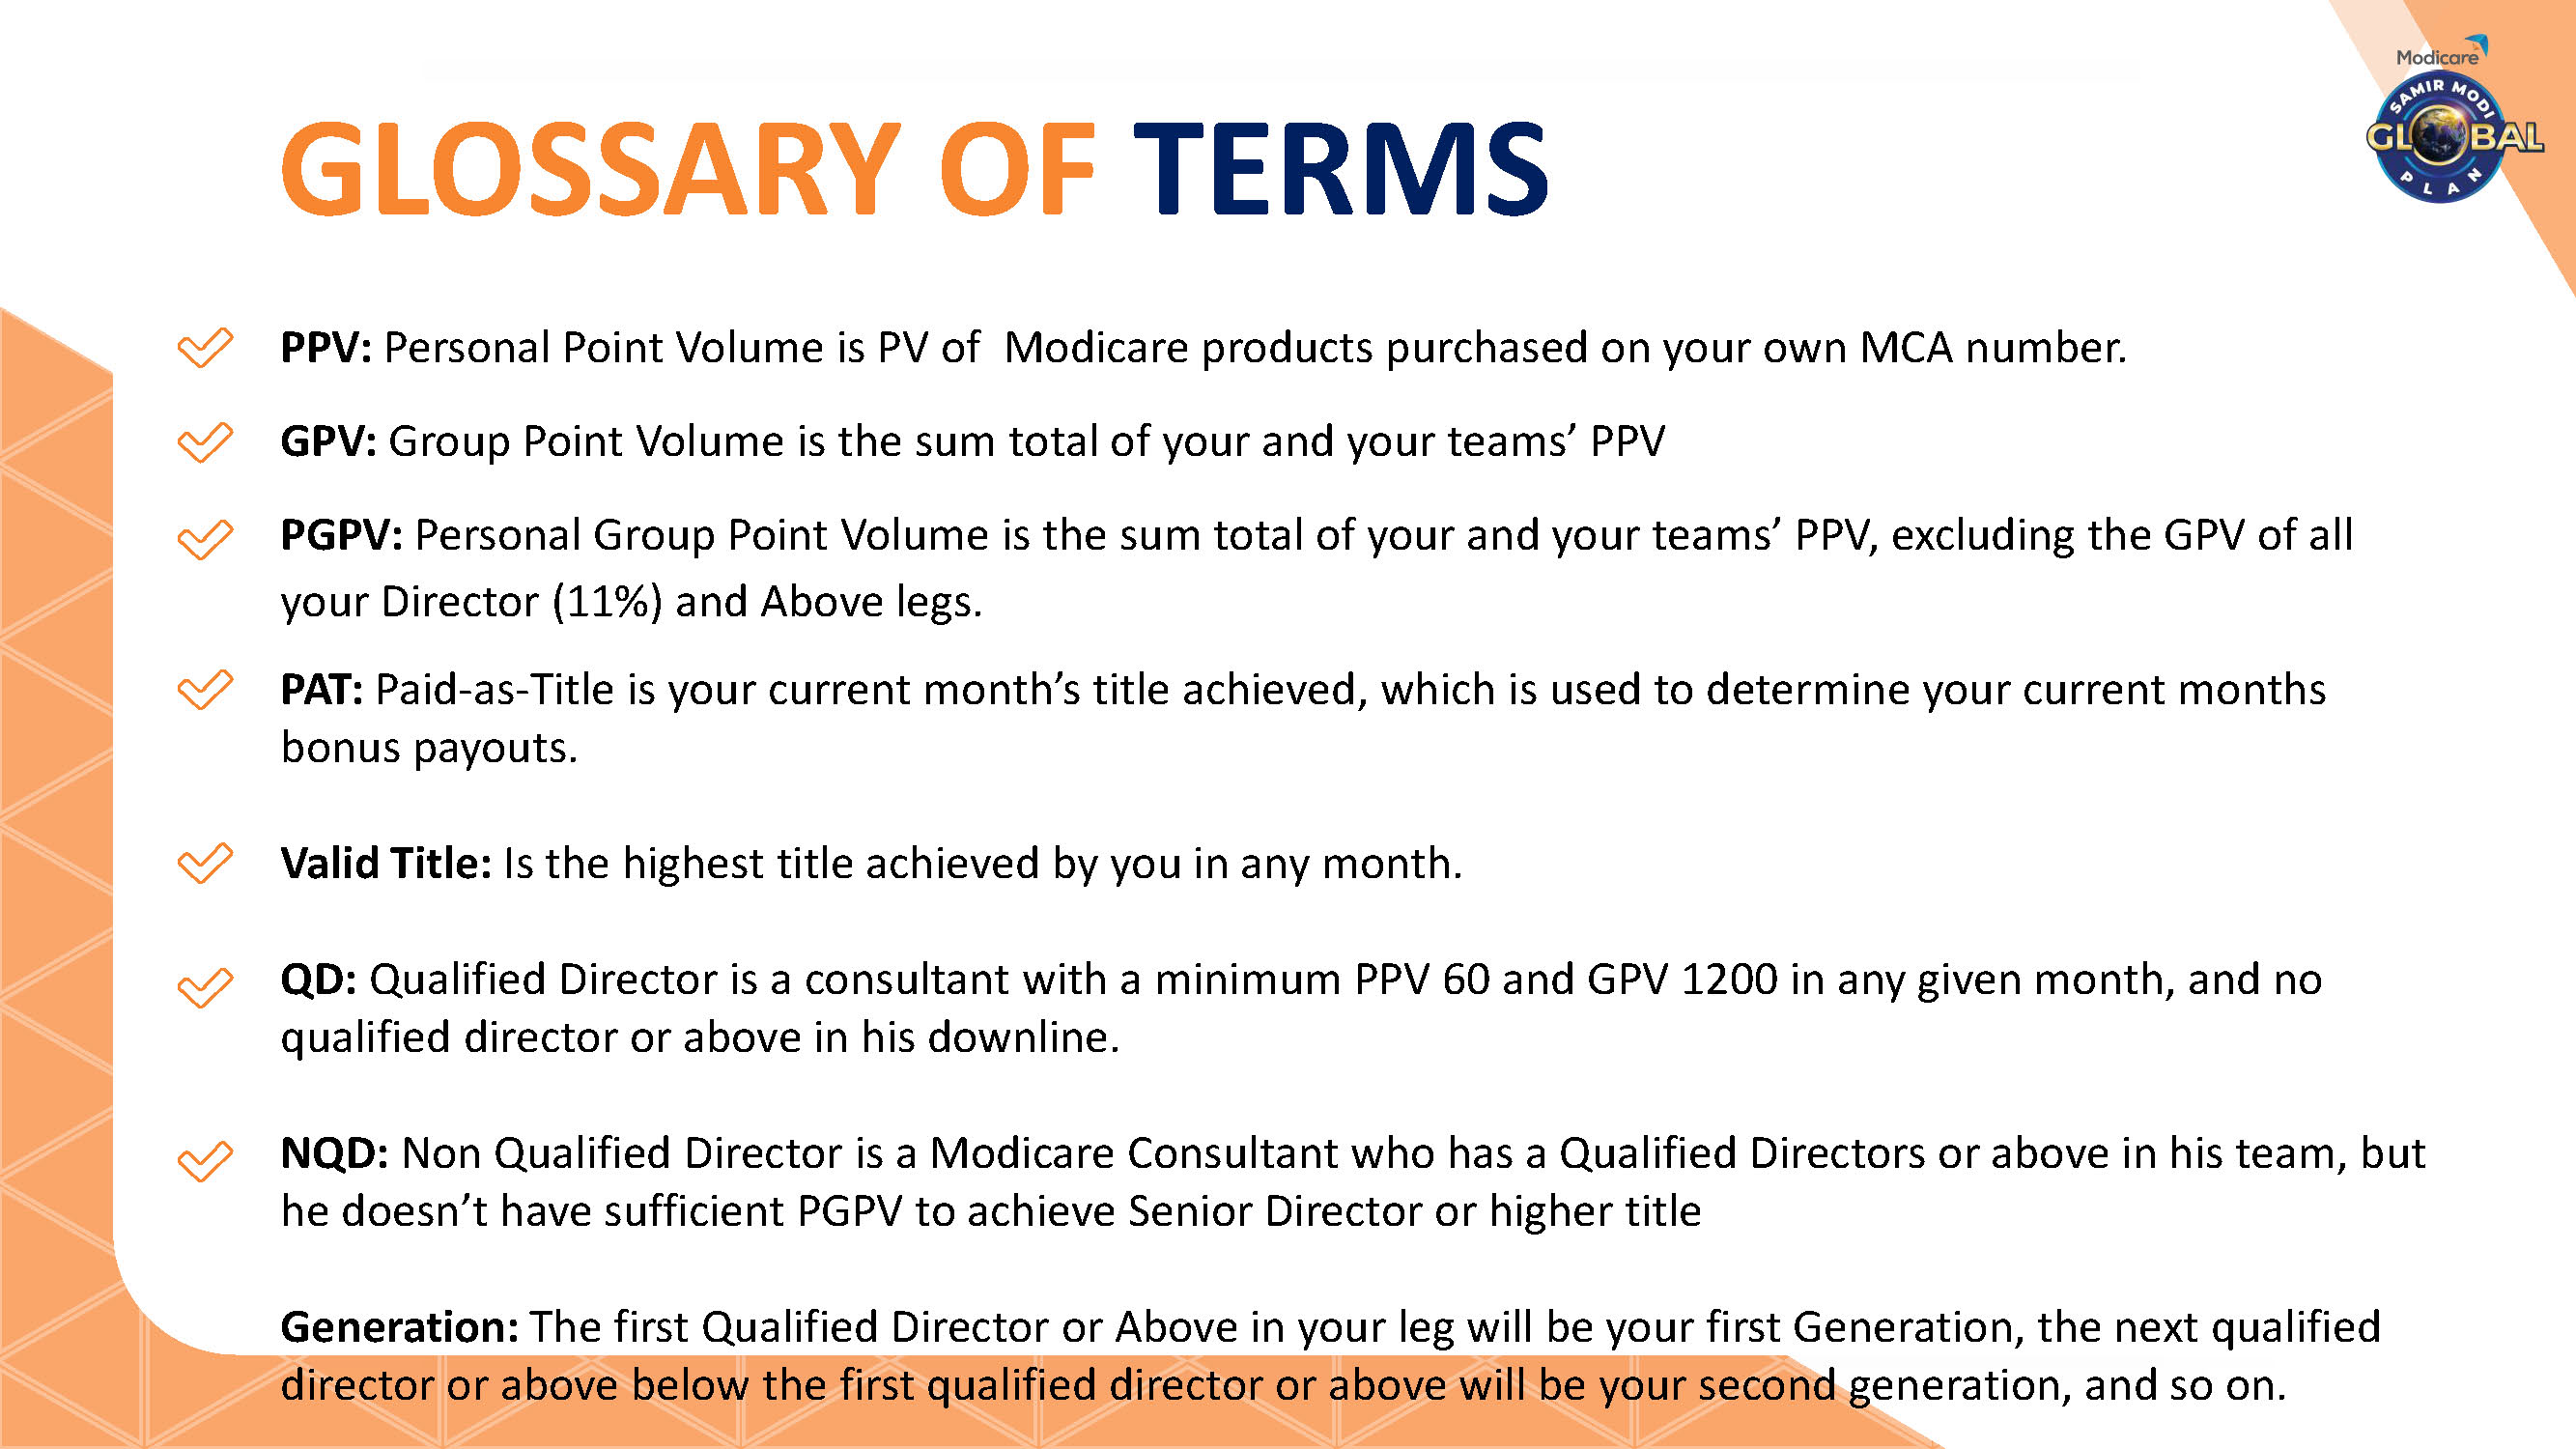 Modicare
SAMIR MODI
GLOBAL
PLAN
GLOSSARY OF TERMS
PPV: Personal Point Volume is PV of Modicare products purchased on your own MCA number.
GPV: Group Point Volume is the sum total of your and your teams’ PPV
PGPV: Personal Group Point Volume is the sum total of your and your teams’ PPV, excluding the GPV of all
your Director (11%) and Above legs.
PAT: Paid-as-Title is your current month’s title achieved, which is used to determine your current months
bonus payouts.
Valid Title: Is the highest title achieved by you in any month.
QD: Qualified Director is a consultant with a minimum PPV 60 and GPV 1200 in any given month, and no
qualified director or above in his downline.
NQD: Non Qualified Director is a Modicare Consultant who has a Qualified Directors or above in his team, but
he doesn’t have sufficient PGPV to achieve Senior Director or higher title
Generation: The first Qualified Director or Above in your leg will be your first Generation, the next qualified
director or above below the first qualified director or above will be your second generation, and so on.